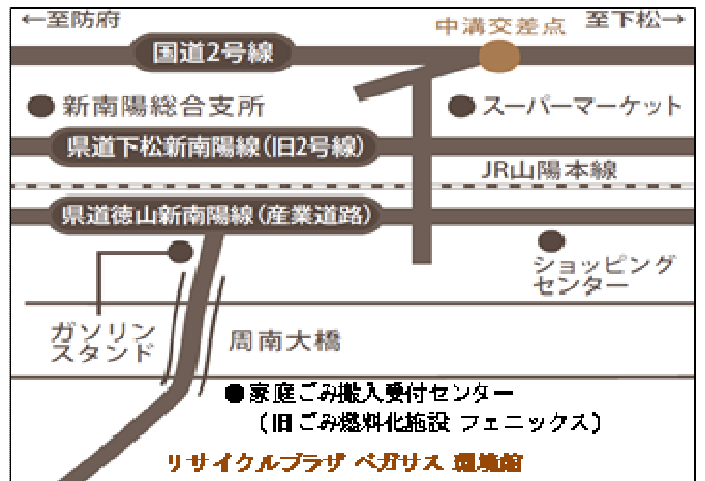 ←至防府
中溝交差点
至下松→
国道2号線
新南陽総合支所
スーパーマーケット
県道下松新南陽線(旧2号線)
JR山陽本線
県道徳山新南陽線(産業道路)
ショッピング
センター
ガソリン
スタンド
周南大橋
●家庭ごみ搬入受付センター
(旧ごみ燃料化施設 フェニックス)
リサイクルプラザ ペガサス 環境館